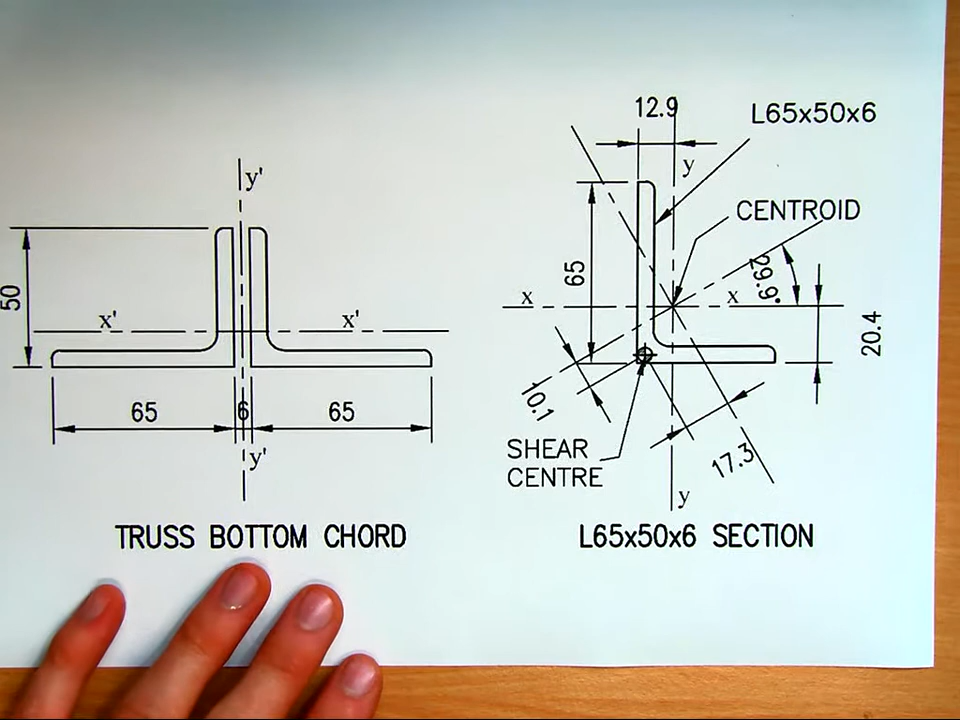 y'
50
x'
x'
65
6
65
y'
TRUSS BOTTOM CHORD
12.9
L65x50x6
y
CENTROID
65
29.9°
x
x
20.4
10.1
SHEAR
CENTRE
17.3
y
L65x50x6 SECTION